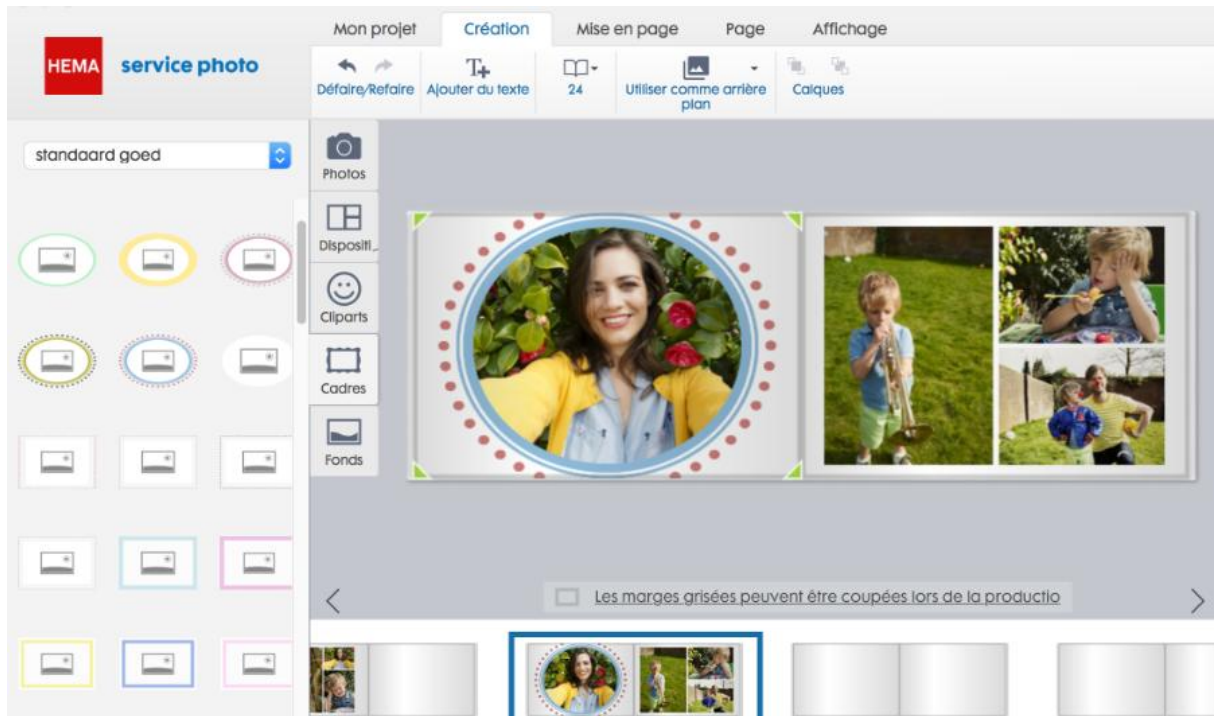 Mon projet Création Mise en page Page Affichage
HEMA service photo
Défaire/Refaire Ajouter du texte 24 Utiliser comme arrière Calques
plan
standaard goed
Photos
Dispositi_
Cliparts
Cadres
Fonds
Les marges grisées peuvent être coupées lors de la productio